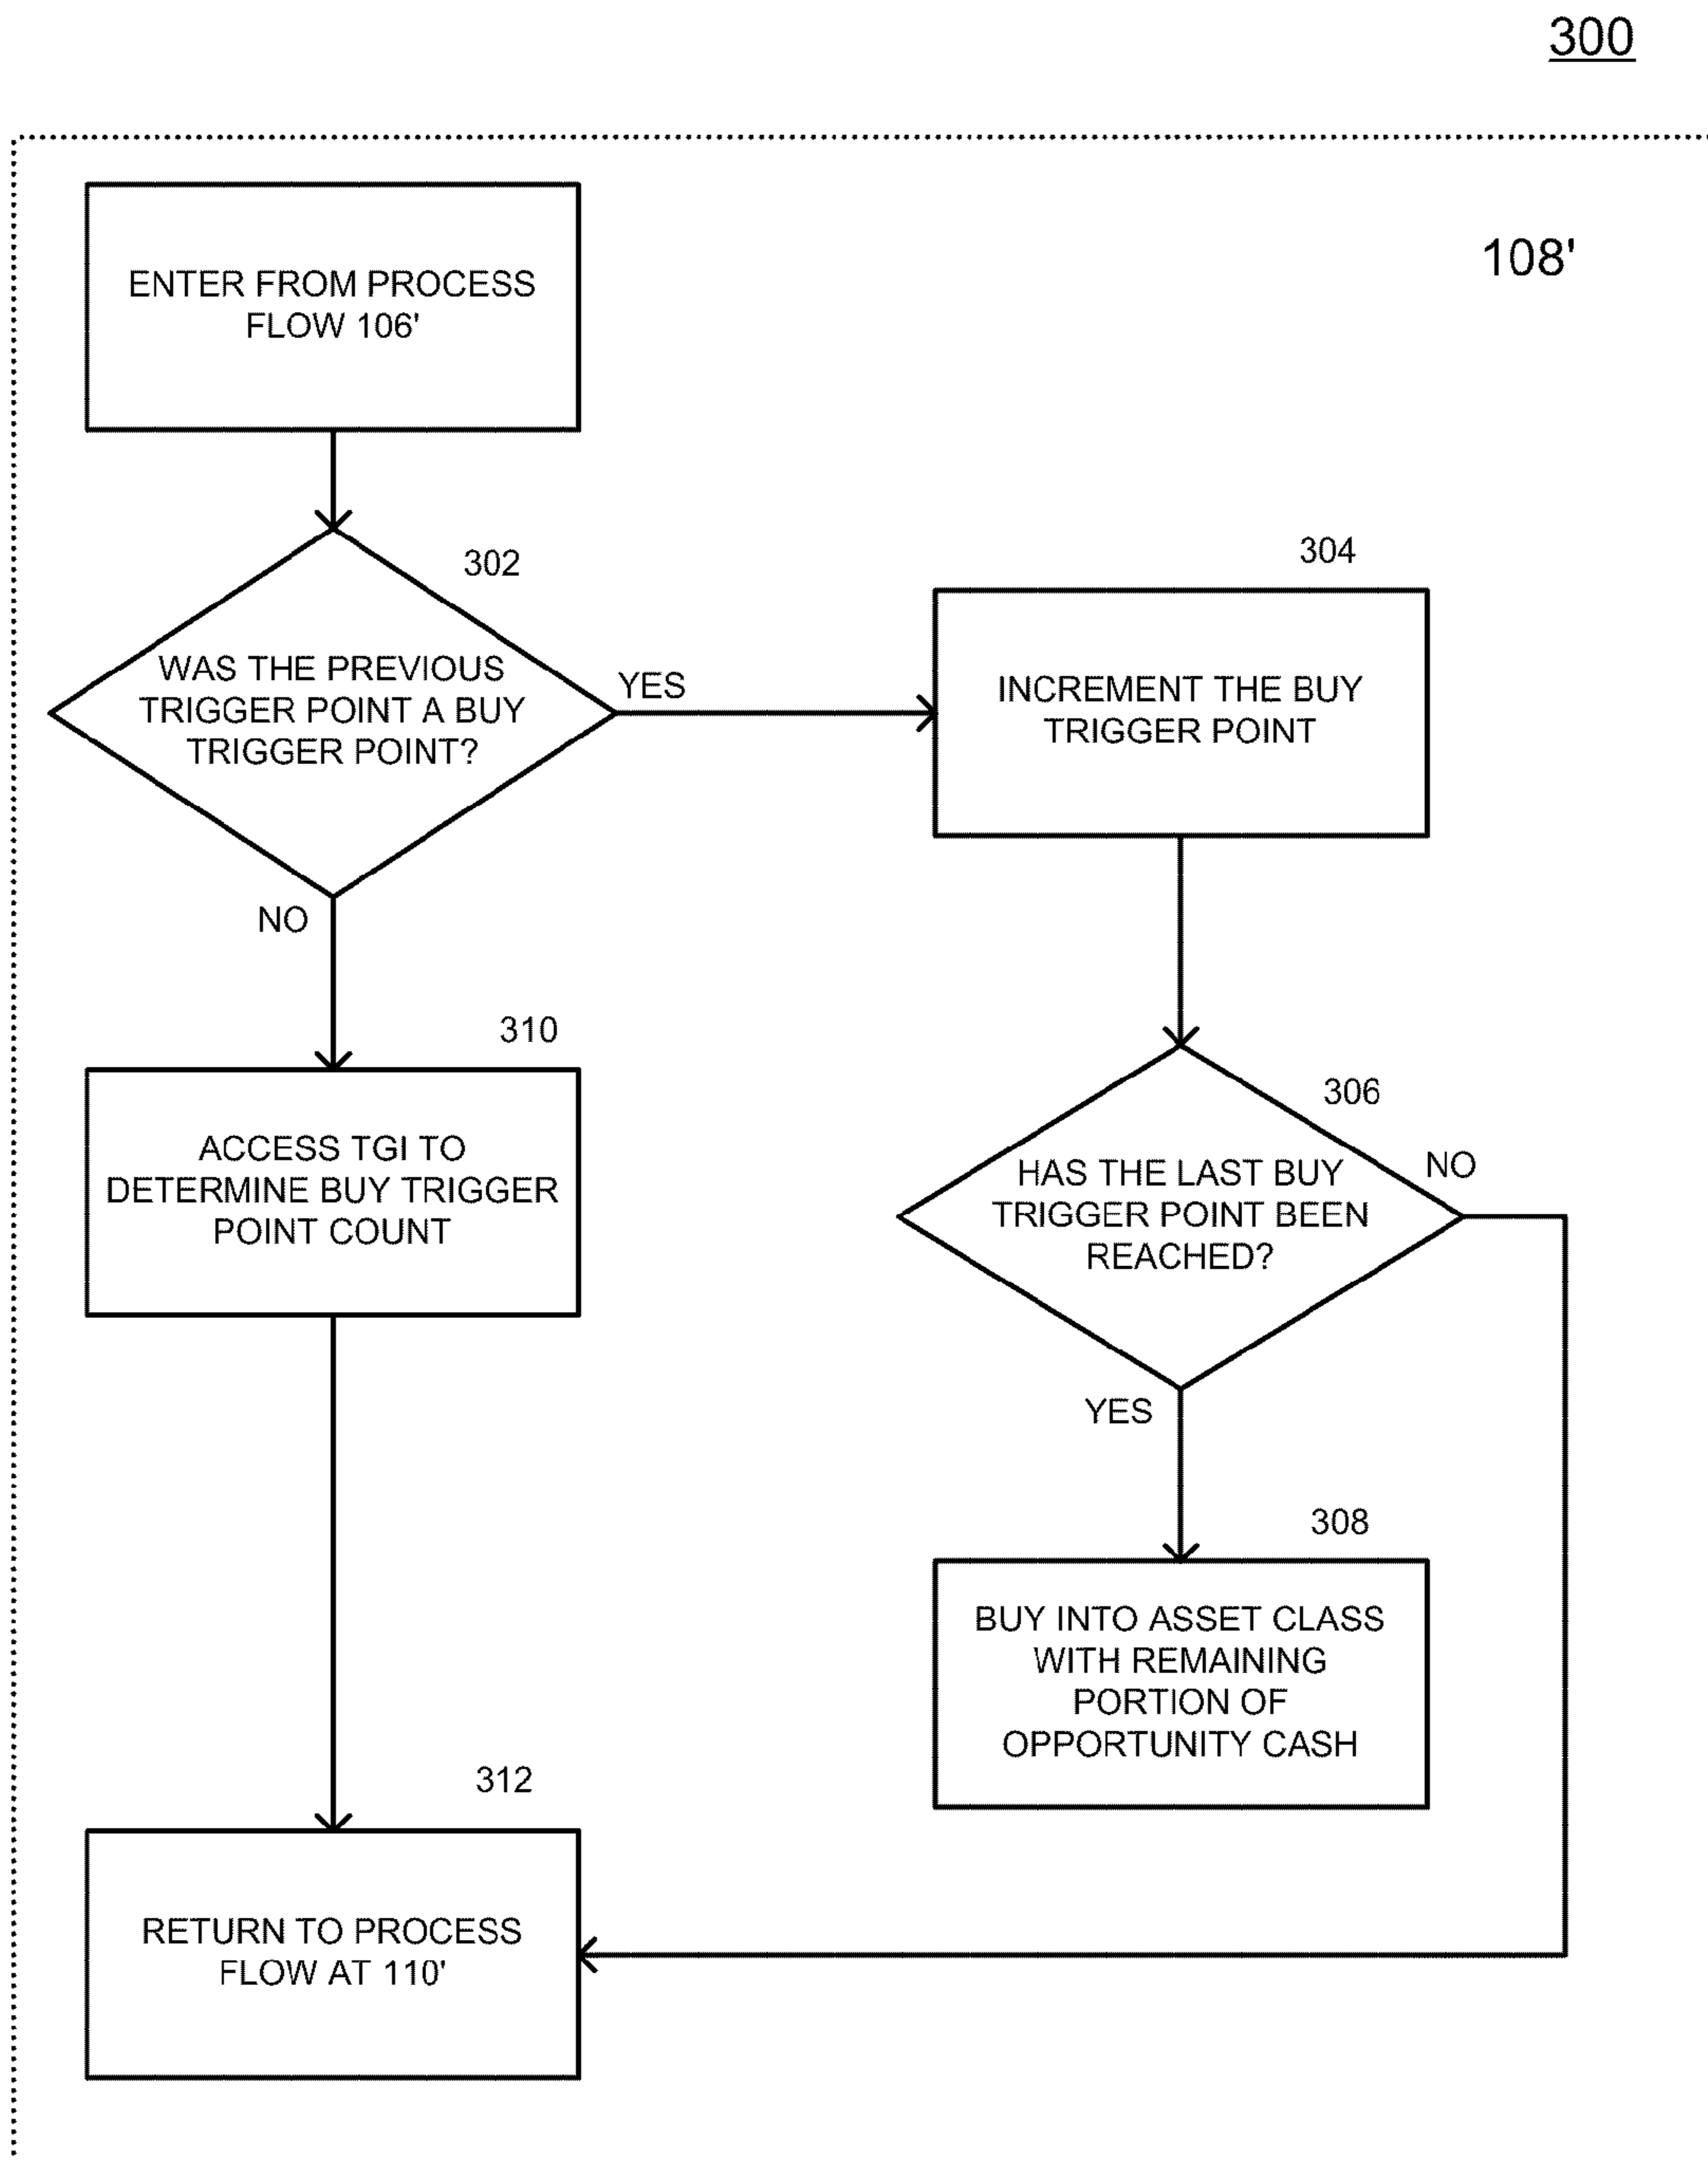 300
108'
ENTER FROM PROCESS
FLOW 106'
302
WAS THE PREVIOUS
TRIGGER POINT A BUY
TRIGGER POINT?
YES
NO
304
INCREMENT THE BUY
TRIGGER POINT
306
HAS THE LAST BUY
TRIGGER POINT BEEN
REACHED?
NO
YES
308
BUY INTO ASSET CLASS
WITH REMAINING
PORTION OF
OPPORTUNITY CASH
310
ACCESS TGI TO
DETERMINE BUY TRIGGER
POINT COUNT
312
RETURN TO PROCESS
FLOW AT 110'